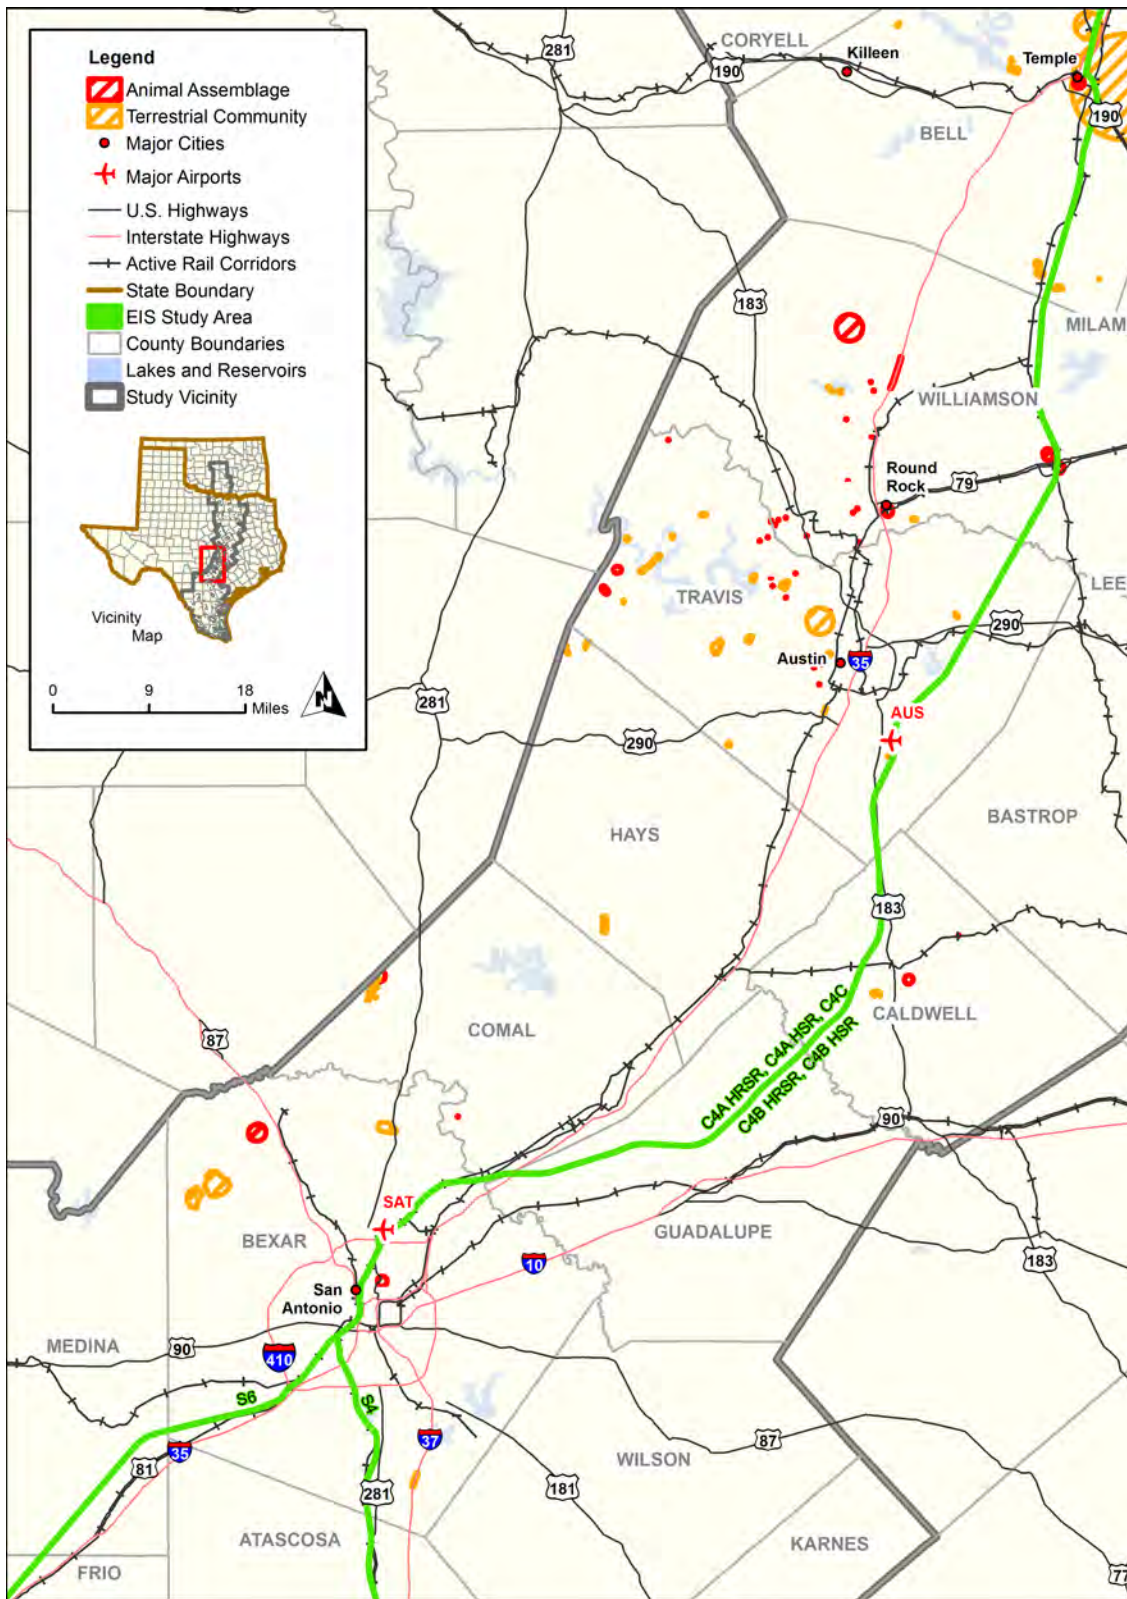 Legend
Animal Assemblage
Terrestrial Community
Major Cities
Major Airports
U.S. Highways
Interstate Highways
Active Rail Corridors
State Boundary
EIS Study Area
County Boundaries
Lakes and Reservoirs
Study Vicinity
Vicinity
Map
0 9 18
Miles
N
281
CORYELL
190
Killeen
Temple
190
BELL
183
MILAM
WILLIAMSON
Round
Rock
79
TRAVIS
LEE
290
Austin
35
281
290
AUS
HAYS
BASTROP
183
COMAL
CALDWELL
87
C4A HRSR, C4A HSR, C4C
C4B HRSR, C4B HSR
90
SAT
BEXAR
GUADALUPE
10
183
San
Antonio
MEDINA
90
410
S6
S4
37
87
35
81
WILSON
281
181
ATASCOSA
KARNES
FRIO
77